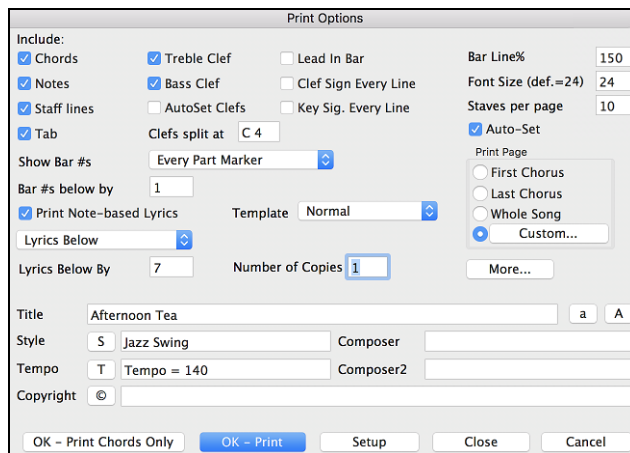 Print Options
Include:
Chords Treble Clef Lead In Bar Bar Line% 150
Notes Bass Clef Clef Sign Every Line Font Size (def.=24) 24
Staff lines AutoSet Clefs Key Sig. Every Line Staves per page 10
Tab Clefs split at C 4 Auto-Set
Show Bar #s Every Part Marker Print Page
First Chorus
Bar #s below by 1 Last Chorus
Print Note-based Lyrics Template Normal Whole Song
Lyrics Below Custom...
Lyrics Below By 7 Number of Copies 1 More...
Title Afternoon Tea a A
Style S Jazz Swing Composer
Tempo T Tempo = 140 Composer2
Copyright ©
OK - Print Chords Only OK - Print Setup Close Cancel